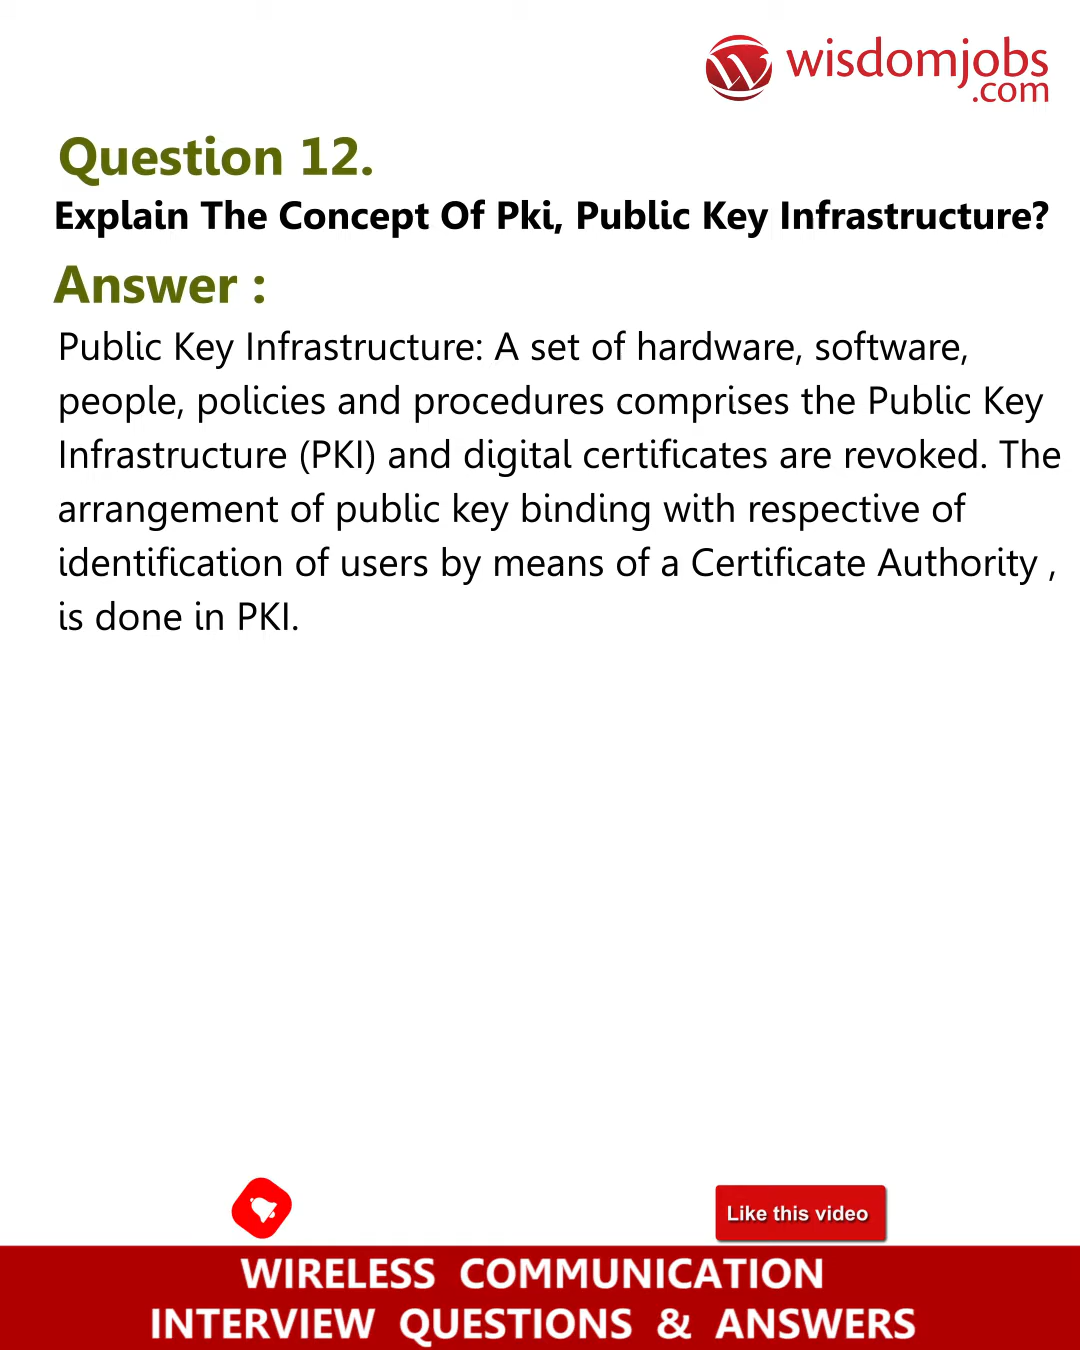 wisdomjobs
.com
Question 12.
Explain The Concept Of Pki, Public Key Infrastructure?
Answer :
Public Key Infrastructure: A set of hardware, software,
people, policies and procedures comprises the Public Key
Infrastructure (PKI) and digital certificates are revoked. The
arrangement of public key binding with respective of
identification of users by means of a Certificate Authority ,
is done in PKI.
Like this video
WIRELESS COMMUNICATION
INTERVIEW QUESTIONS & ANSWERS